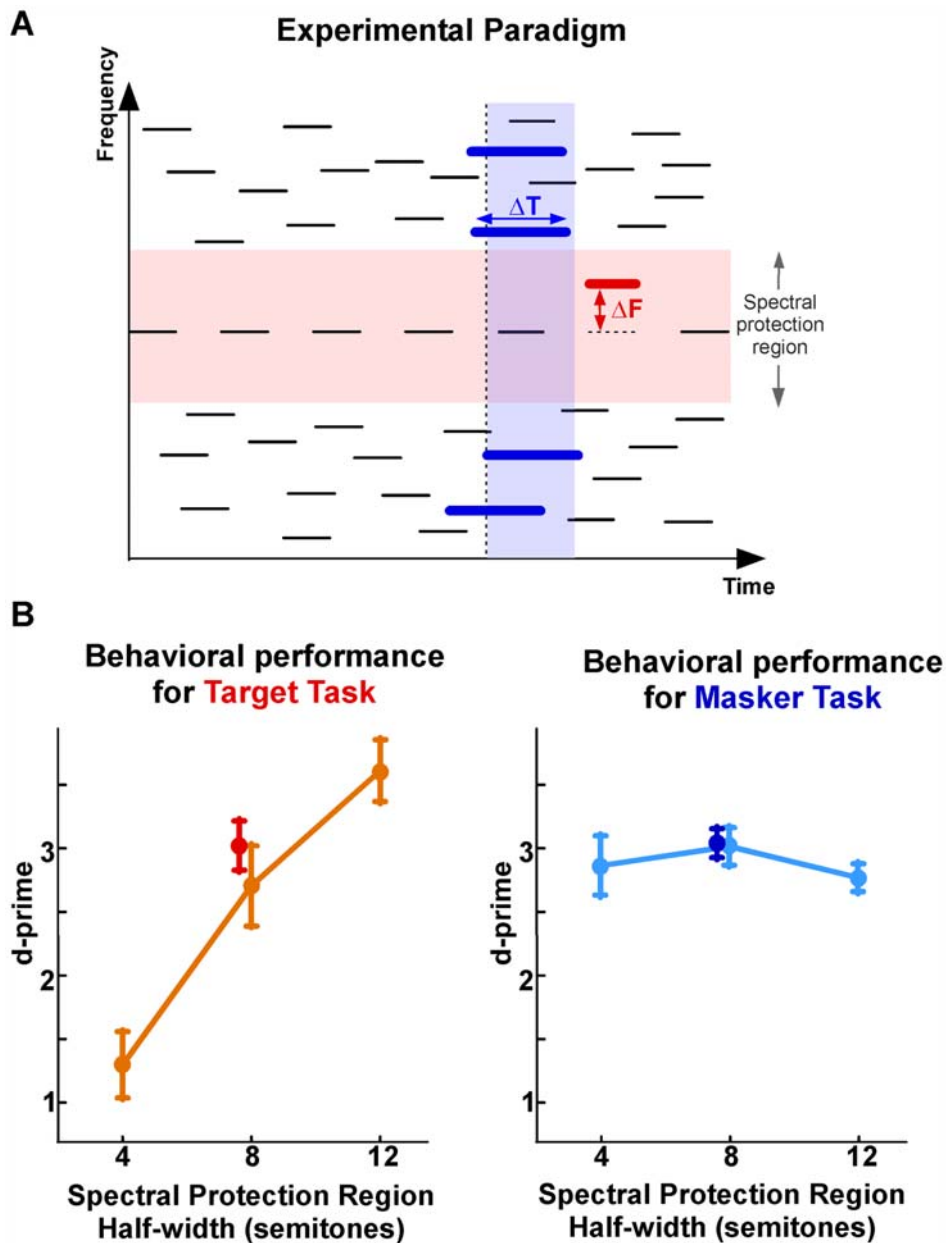 A
Experimental Paradigm
Frequency
ΔT
ΔF
Spectral
protection
region
Time
B
Behavioral performance
for Target Task
3
2
1
d-prime
4 8 12
Spectral Protection Region
Half-width (semitones)
Behavioral performance
for Masker Task
3
2
1
d-prime
4 8 12
Spectral Protection Region
Half-width (semitones)